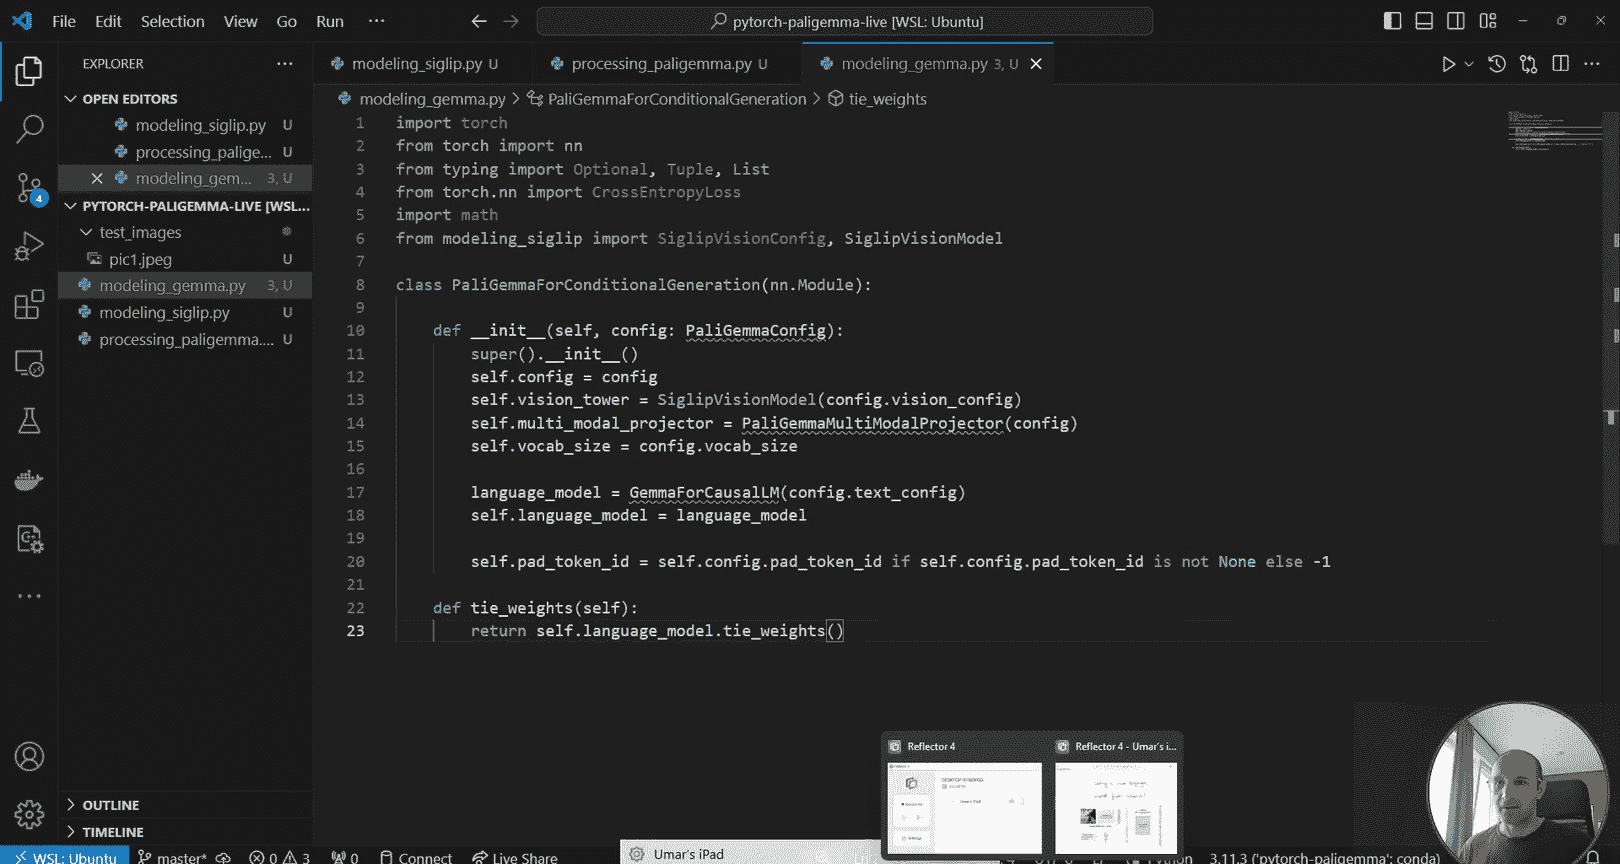 File Edit Selection View Go Run ···
pytorch-paligemma-live [WSL: Ubuntu]
EXPLORER ···
OPEN EDITORS
modeling_siglip.py U
processing_palige... U
modeling_gem... 3, U
PYTORCH-PALIGEMMA-LIVE [WSL...
test_images
pic1.jpeg U
modeling_gemma.py 3, U
modeling_siglip.py U
processing_paligemma.... U
OUTLINE
TIMELINE
4
modeling_siglip.py U processing_paligemma.py U modeling_gemma.py 3, U
modeling_gemma.py > PaliGemmaForConditionalGeneration > tie_weights
1 import torch
2 from torch import nn
3 from typing import Optional, Tuple, List
4 from torch.nn import CrossEntropyLoss
5 import math
6 from modeling_siglip import SiglipVisionConfig, SiglipVisionModel
7
8 class PaliGemmaForConditionalGeneration(nn.Module):
9
10 def __init__(self, config: PaliGemmaConfig):
11 super().__init__()
12 self.config = config
13 self.vision_tower = SiglipVisionModel(config.vision_config)
14 self.multi_modal_projector = PaliGemmaMultiModalProjector(config)
15 self.vocab_size = config.vocab_size
16
17 language_model = GemmaForCausalLM(config.text_config)
18 self.language_model = language_model
19
20 self.pad_token_id = self.config.pad_token_id if self.config.pad_token_id is not None else -1
21
22 def tie_weights(self):
23 return self.language_model.tie_weights()
Reflector 4 Reflector 4 - Umar's i...
Umar's iPad
WSL: Ubuntu master* 0 3 0 Connect Live Share Python 3.11.3 ('pytorch-paligemma': conda)